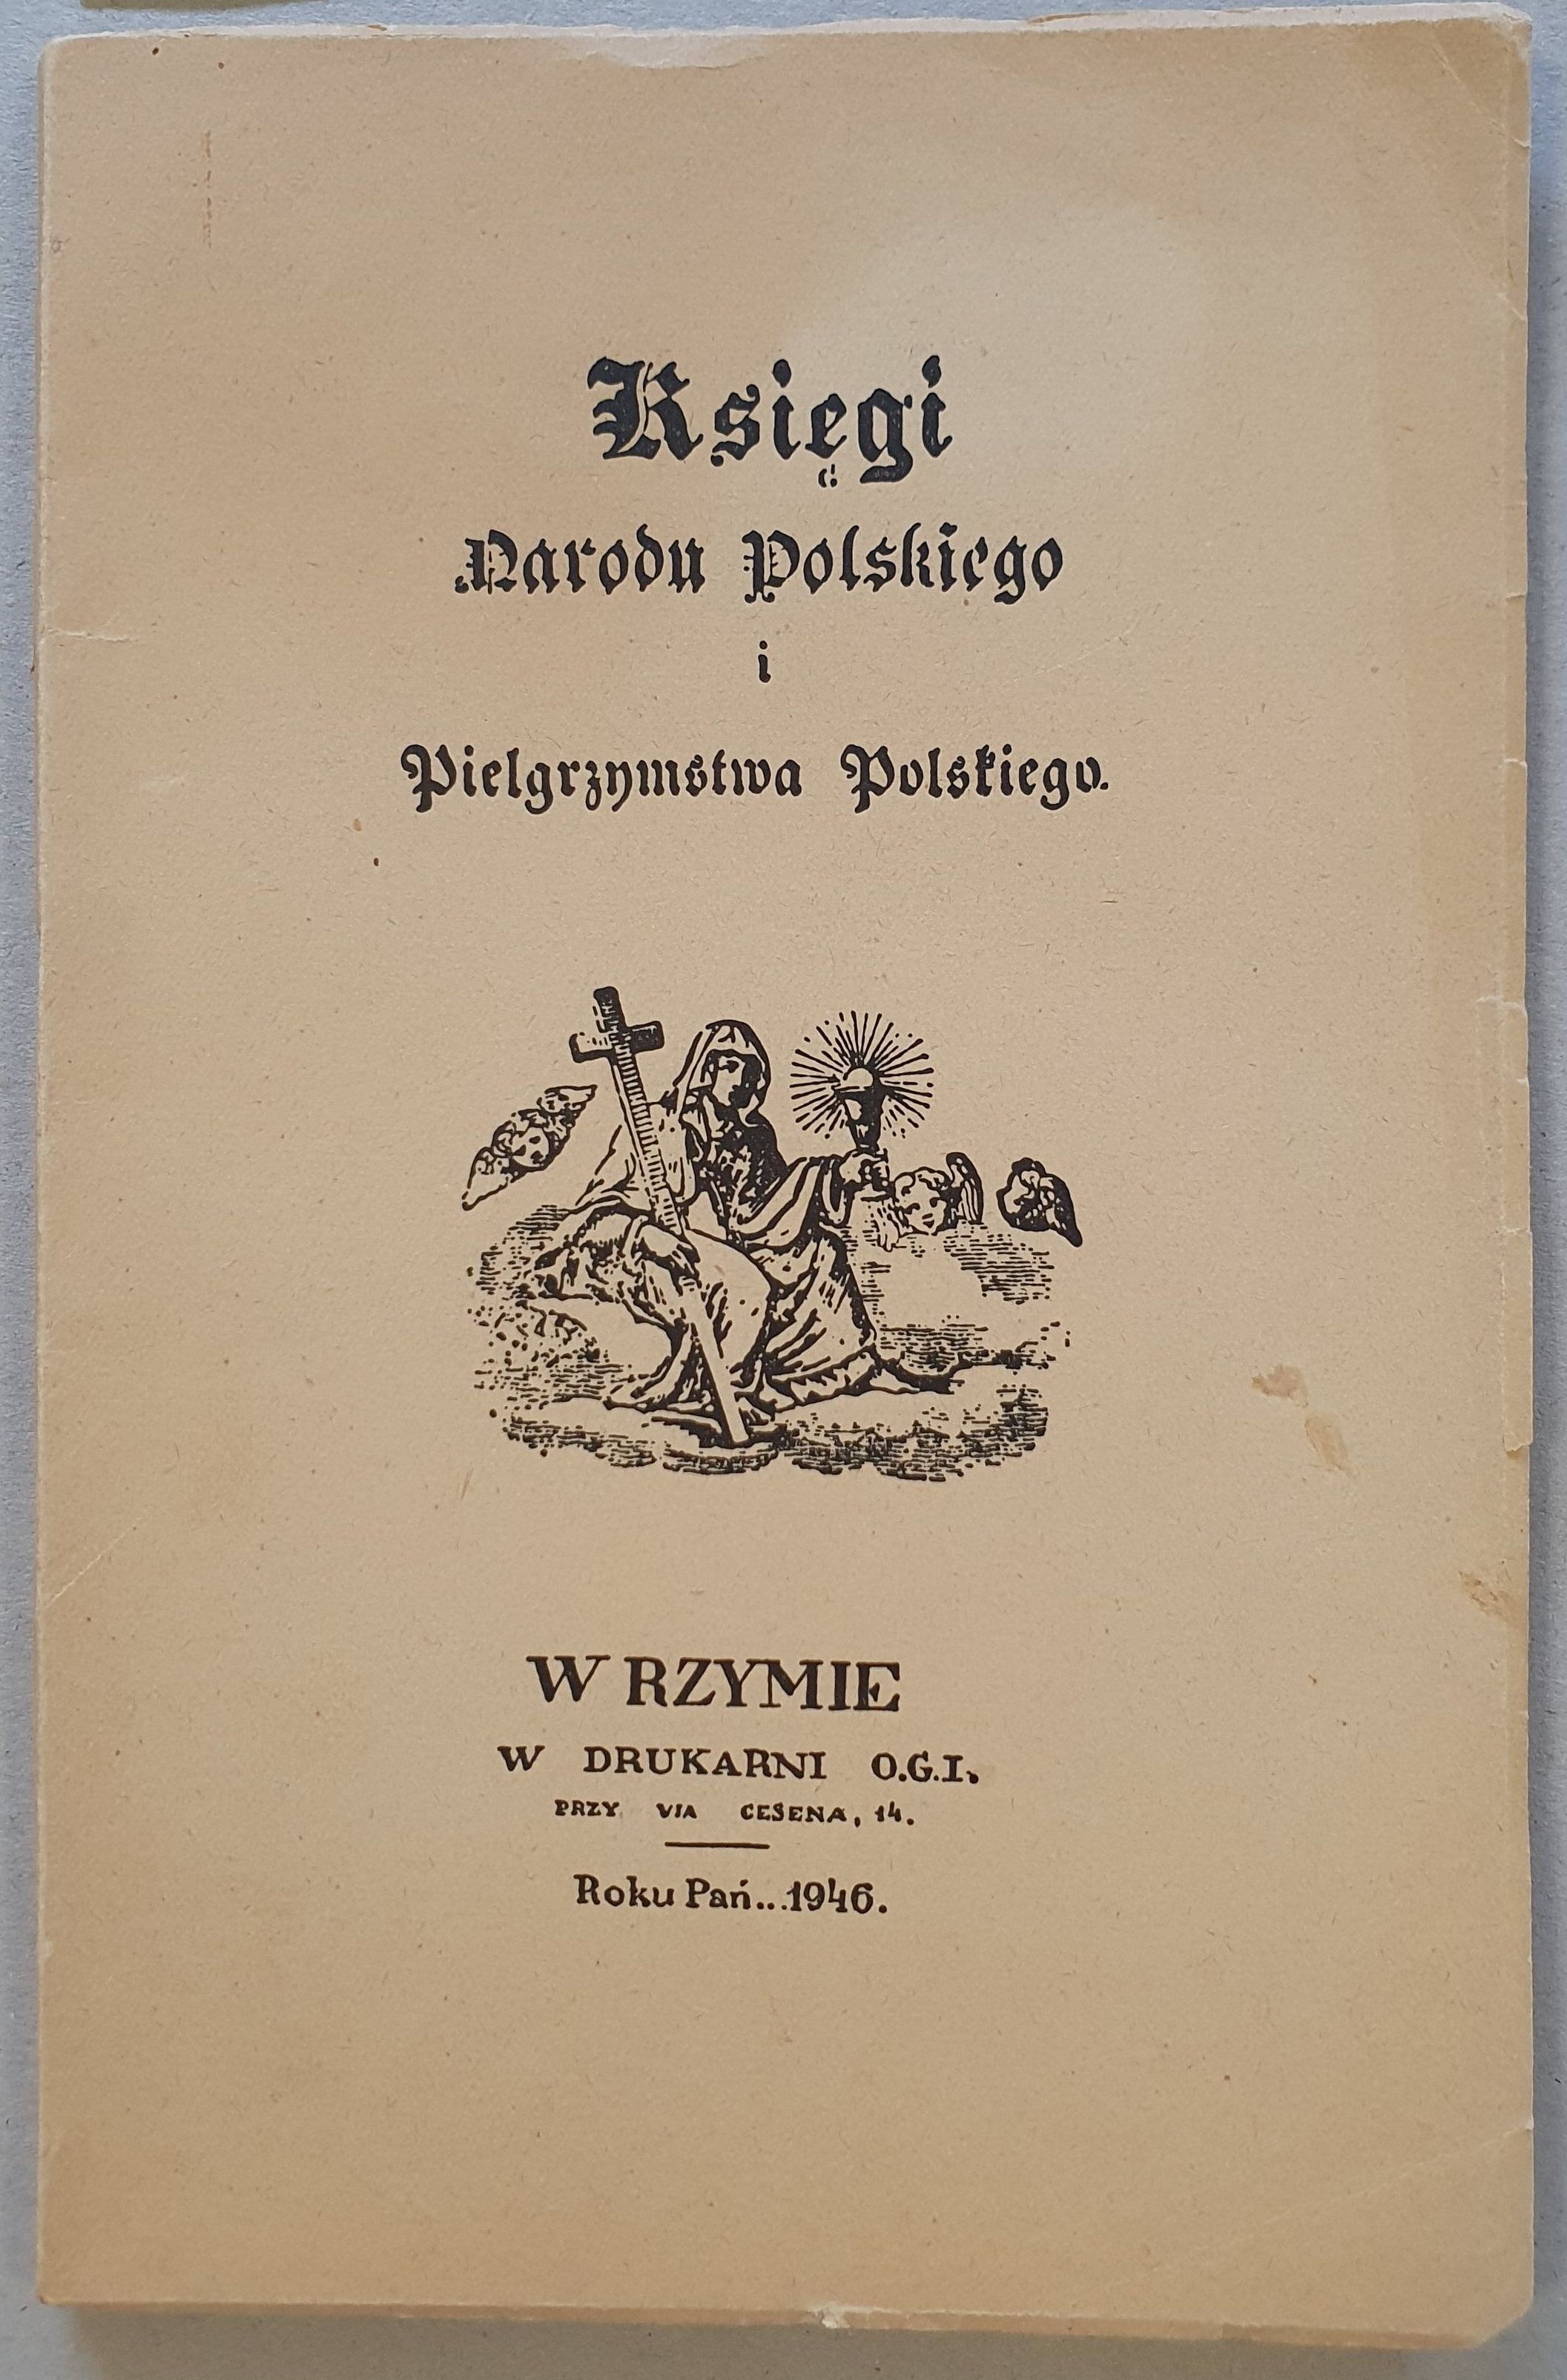 Księgi
Narodu Polskiego
i
Pielgrzymstwa Polskiego.
W RZYMIE
W DRUKARNI O.G.I.
PRZY VIA CESENA, 14.
Roku Pań...1946.